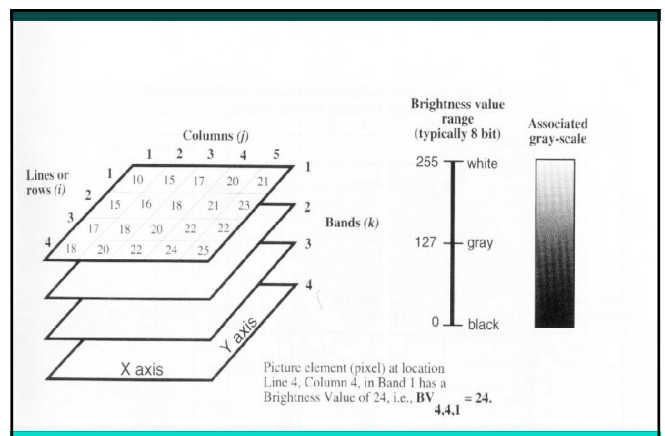 Brightness value
range
(typically 8 bit)
Associated
gray-scale
Columns (j)
1 2 3 4 5
Lines or
rows (i)
1 10 15 17 20 21 1
2 15 16 18 21 23 2
3 17 18 20 22 22
4 18 20 22 24 25 3
4
Bands (k)
X axis
Y axis
255 white
127 gray
0 black
Picture element (pixel) at location
Line 4, Column 4, in Band 1 has a
Brightness Value of 24, i.e., BV 4,4,1 = 24.